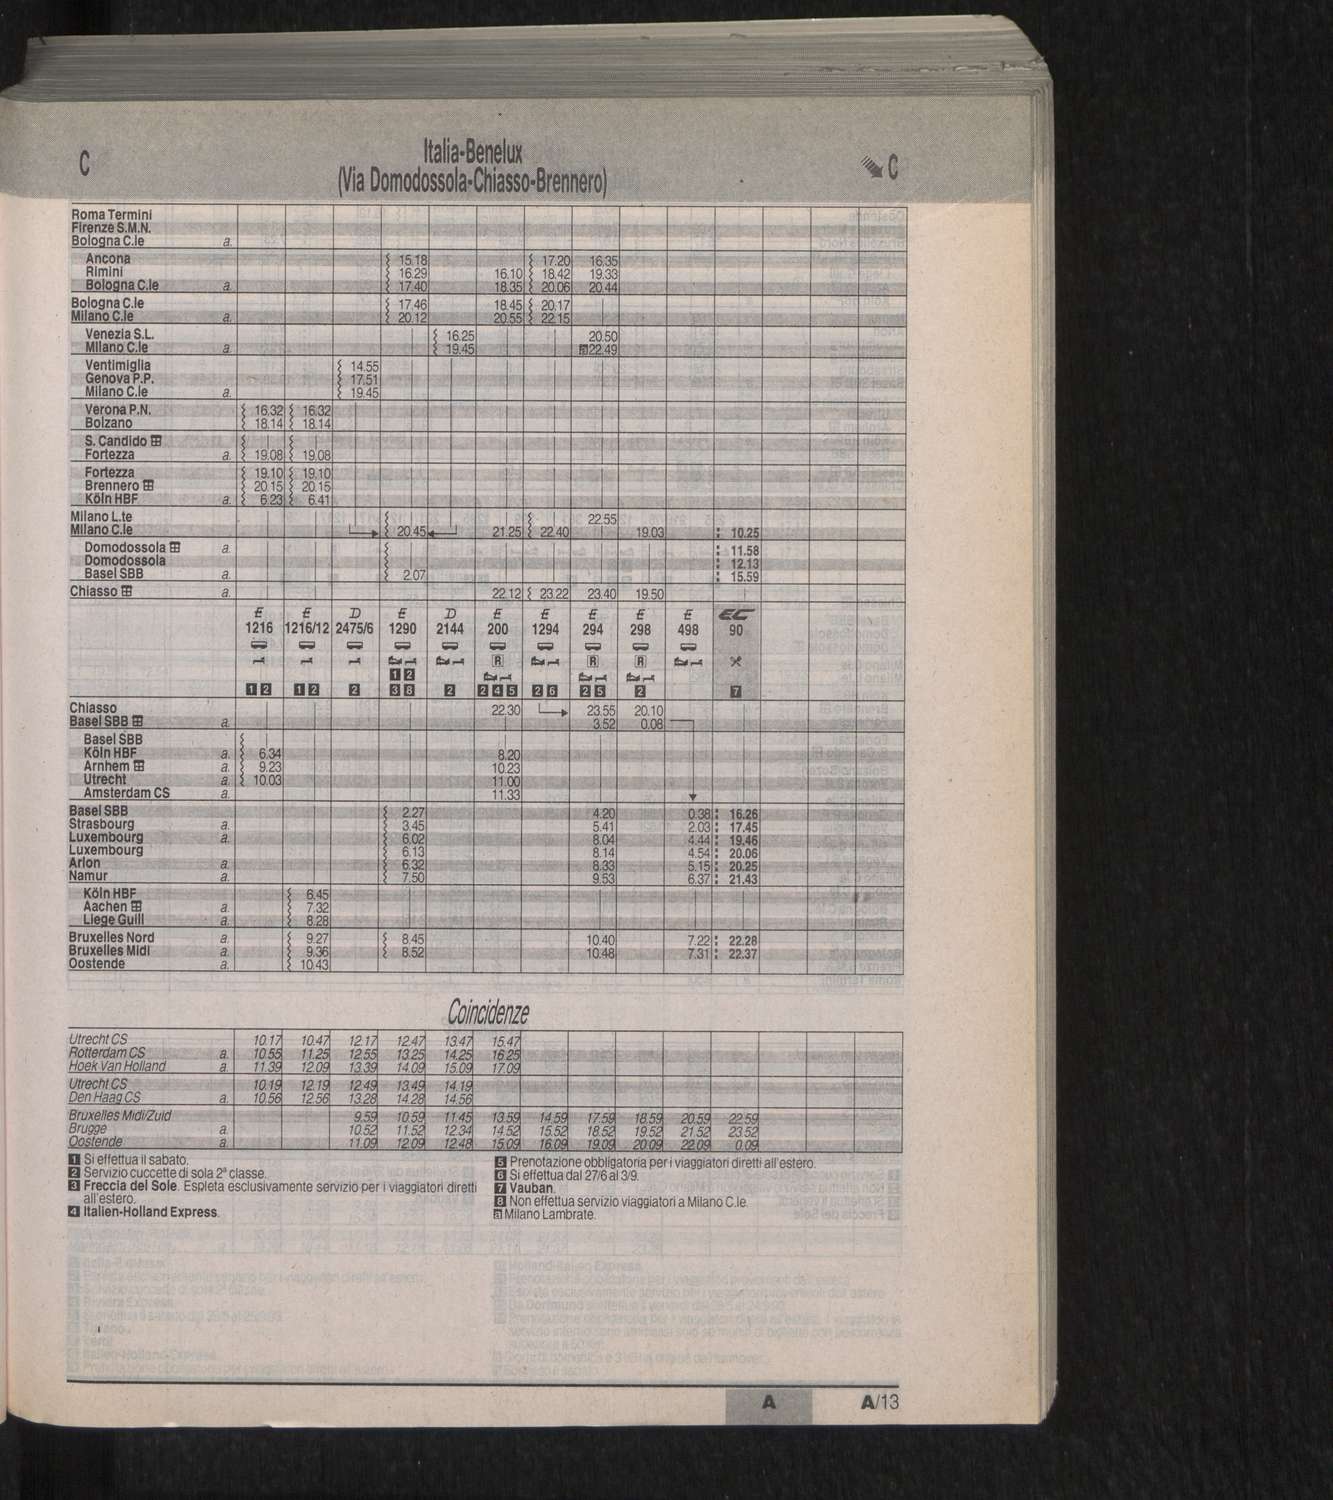 C
Italia-Benelux
(Via Domodossola-Chiasso-Brennero)
C
Roma Termini
Firenze S.M.N.
Bologna C.le a.
Ancona 15.18 17.20 16.35
Rimini 16.29 16.10 18.42 19.33
Bologna C.le a. 17.40 18.35 20.06 20.44
Bologna C.le 17.46 18.45 20.17
Milano C.le a. 20.12 20.55 22.15
Venezia S.L. 16.25 20.50
Milano C.le a. 19.45 a 22.49
Ventimiglia 14.55
Genova P.P. 17.51
Milano C.le a. 19.45
Verona P.N. 16.32 16.32
Bolzano 18.14 18.14
S. Candido
Fortezza a. 19.08 19.08
Fortezza 19.10 19.10
Brennero 20.15 20.15
Köln HBF a. 6.23 6.41
Milano L.te 22.55
Milano C.le 20.45 21.25 22.40 19.03 10.25
Domodossola a. 11.58
Domodossola 12.13
Basel SBB a. 2.07 15.59
Chiasso a. 22.12 23.22 23.40 19.50
E E D E D E E E E E EC
1216 1216/12 2475/6 1290 2144 200 1294 294 298 498 90
R R R
1 2
1 2 1 2 2 3 8 2 2 4 5 2 6 2 5 2 7
Chiasso 22.30 23.55 20.10
Basel SBB a. 3.52 0.08
Basel SBB
Köln HBF a. 6.34 8.20
Arnhem a. 9.23 10.23
Utrecht a. 10.03 11.00
Amsterdam CS a. 11.33
Basel SBB 2.27 4.20 0.38 16.26
Strasbourg a. 3.45 5.41 2.03 17.45
Luxembourg a. 6.02 8.04 4.44 19.46
Luxembourg 6.13 8.14 4.54 20.06
Arlon a. 6.32 8.33 5.15 20.25
Namur a. 7.50 9.53 6.37 21.43
Köln HBF 6.45
Aachen a. 7.32
Liege Guill a. 8.28
Bruxelles Nord a. 9.27 8.45 10.40 7.22 22.28
Bruxelles Midi a. 9.36 8.52 10.48 7.31 22.37
Oostende a. 10.43
Coincidenze
Utrecht CS 10.17 10.47 12.17 12.47 13.47 15.47
Rotterdam CS a. 10.55 11.25 12.55 13.25 14.25 16.25
Hoek Van Holland a. 11.39 12.09 13.39 14.09 15.09 17.09
Utrecht CS 10.19 12.19 12.49 13.49 14.19
Den Haag CS a. 10.56 12.56 13.28 14.28 14.56
Bruxelles Midi/Zuid 9.59 10.59 11.45 13.59 14.59 17.59 18.59 20.59 22.59
Brugge a. 10.52 11.52 12.34 14.52 15.52 18.52 19.52 21.52 23.52
Oostende a. 11.09 12.09 12.48 15.09 16.09 19.09 20.09 22.09 0.09
1 Si effettua il sabato.
2 Servizio cuccette di sola 2ª classe.
3 Freccia del Sole. Espleta esclusivamente servizio per i viaggiatori diretti
all'estero.
4 Italien-Holland Express.
5 Prenotazione obbligatoria per i viaggiatori diretti all'estero.
6 Si effettua dal 27/6 al 3/9.
7 Vauban.
8 Non effettua servizio viaggiatori a Milano C.le.
a Milano Lambrate.
A
A/13